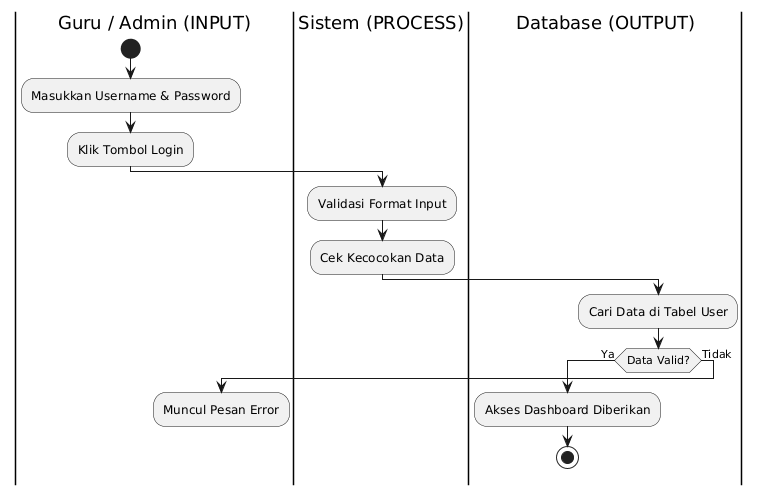 Guru / Admin (INPUT)
Sistem (PROCESS)
Database (OUTPUT)
Masukkan Username & Password
Klik Tombol Login
Validasi Format Input
Cek Kecocokan Data
Cari Data di Tabel User
Ya
Data Valid?
Tidak
Muncul Pesan Error
Akses Dashboard Diberikan